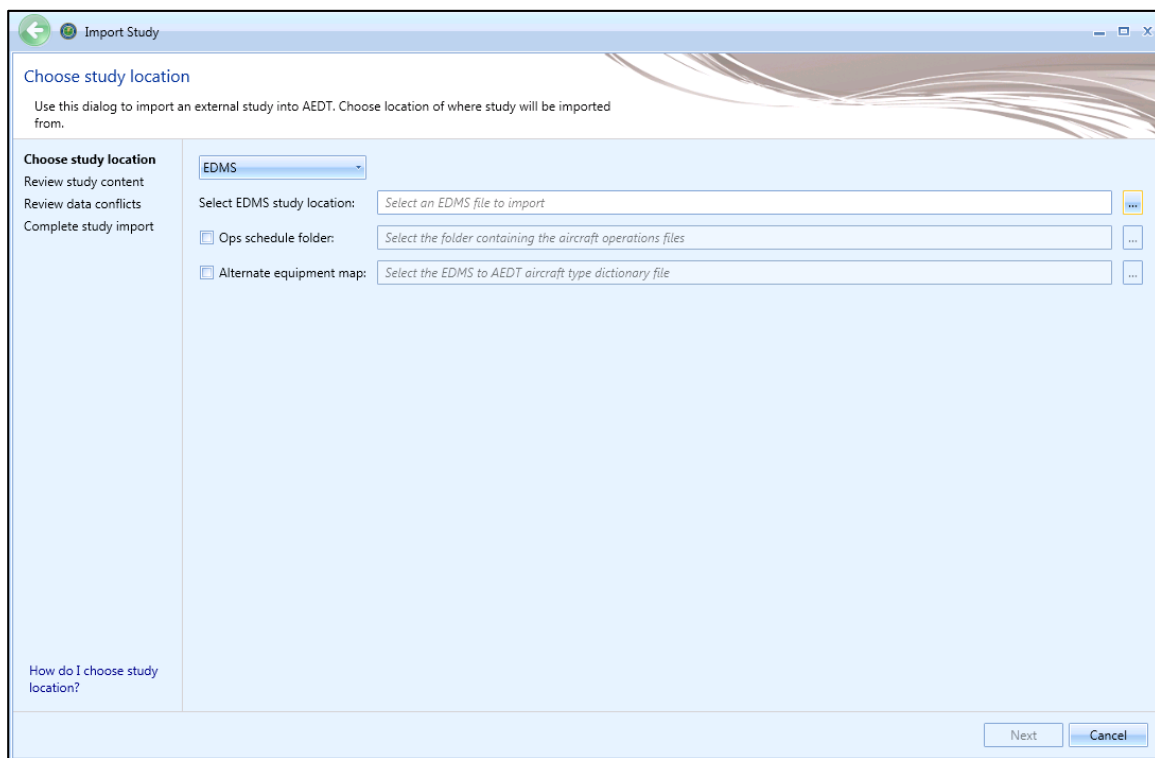 Import Study
Choose study location
Use this dialog to import an external study into AEDT. Choose location of where study will be imported
from.
Choose study location
Review study content
Review data conflicts
Complete study import
EDMS
Select EDMS study location:
Select an EDMS file to import
...
Ops schedule folder:
Select the folder containing the aircraft operations files
...
Alternate equipment map:
Select the EDMS to AEDT aircraft type dictionary file
...
How do I choose study
location?
Next
Cancel